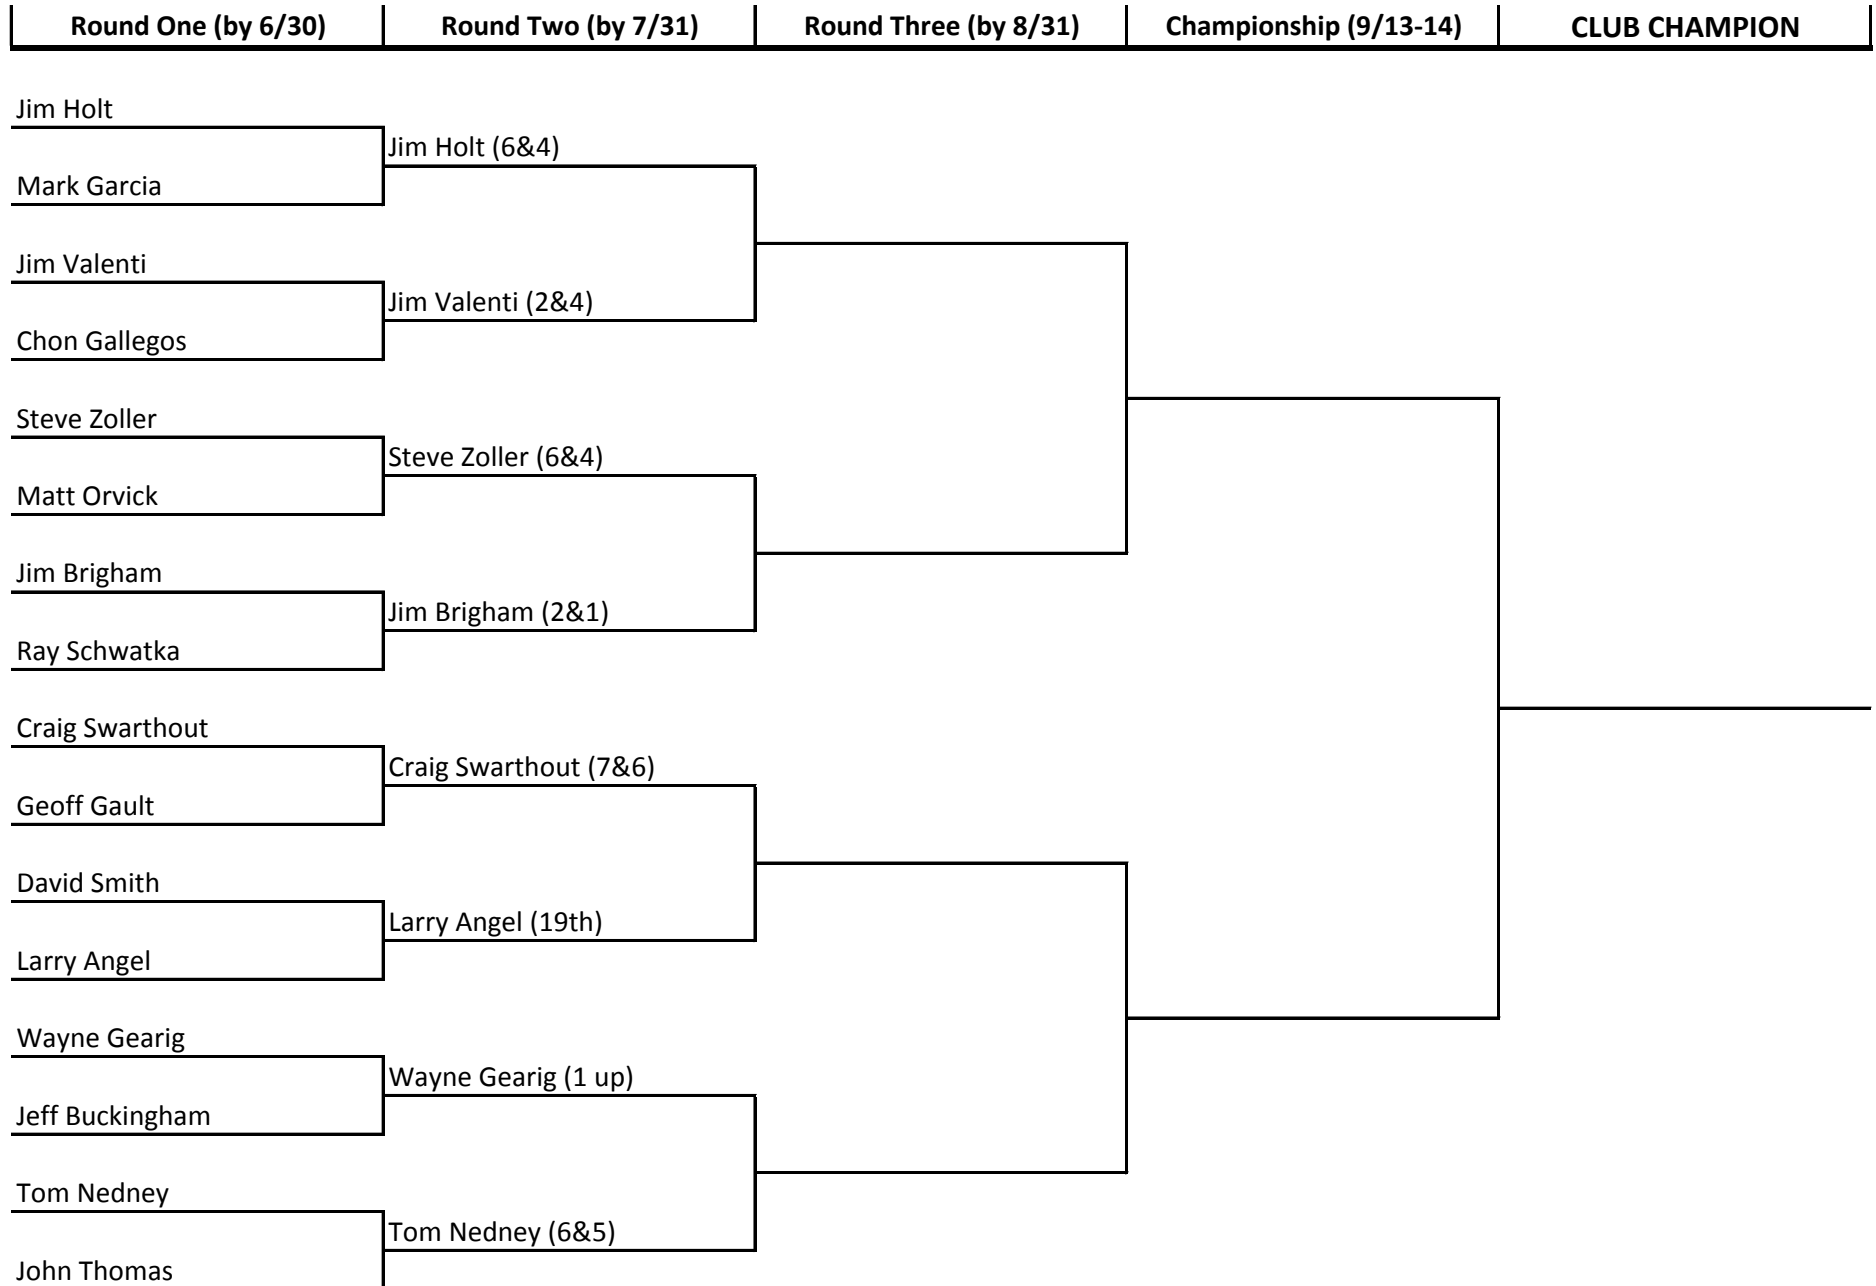 Round One (by 6/30) Round Two (by 7/31) Round Three (by 8/31) Championship (9/13-14) CLUB CHAMPION
Jim Holt
Jim Holt (6&4)
Mark Garcia
Jim Valenti
Jim Valenti (2&4)
Chon Gallegos
Steve Zoller
Steve Zoller (6&4)
Matt Orvick
Jim Brigham
Jim Brigham (2&1)
Ray Schwatka
Craig Swarthout
Craig Swarthout (7&6)
Geoff Gault
David Smith
Larry Angel (19th)
Larry Angel
Wayne Gearig
Wayne Gearig (1 up)
Jeff Buckingham
Tom Nedney
Tom Nedney (6&5)
John Thomas